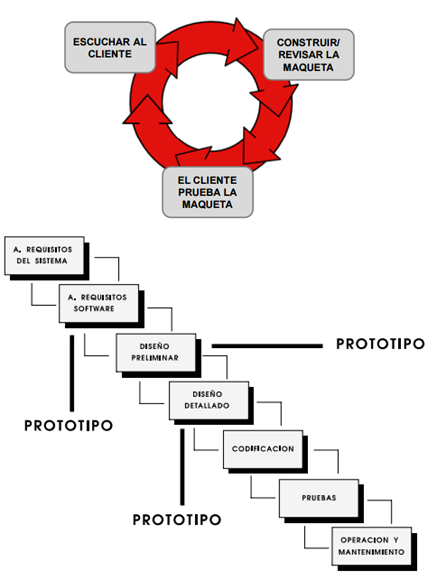 ESCUCHAR AL
CLIENTE
CONSTRUIR/
REVISAR LA
MAQUETA
EL CLIENTE
PRUEBA LA
MAQUETA
A. REQUISITOS
DEL SISTEMA
A. REQUISITOS
SOFTWARE
DISEÑO
PRELIMINAR
PROTOTIPO
DISEÑO
DETALLADO
PROTOTIPO
CODIFICACION
PRUEBAS
PROTOTIPO
OPERACION Y
MANTENIMIENTO